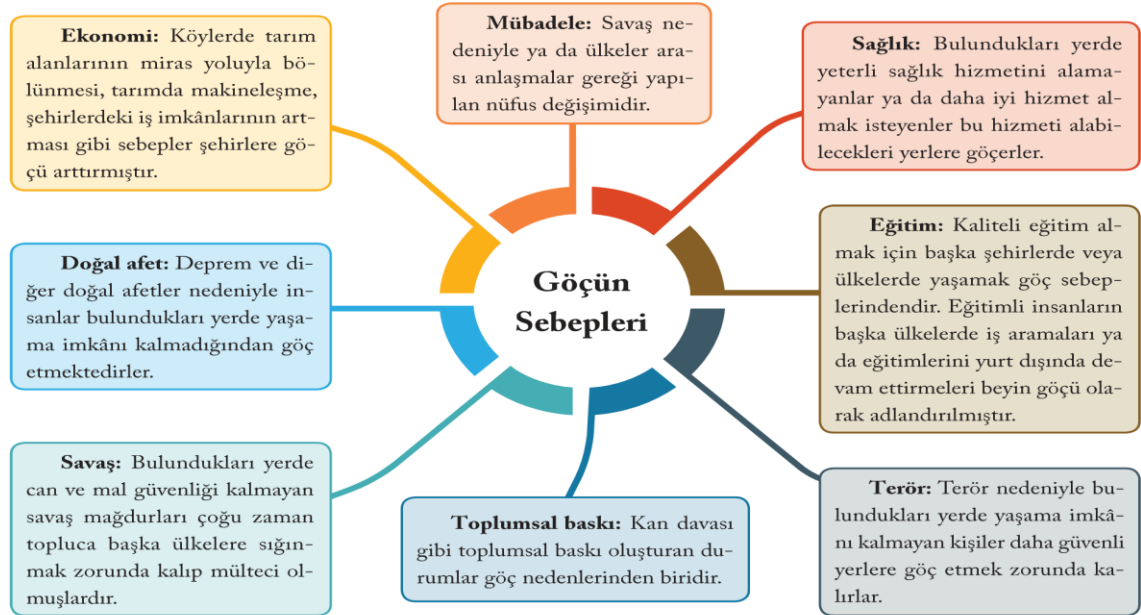 Ekonomi: Köylerde tarım
alanlarının miras yoluyla bö-
lünmesi, tarımda makineleşme,
şehirlerdeki iş imkânlarının art-
ması gibi sebepler şehirlere gö-
çü arttırmıştır.
Mübadele: Savaş ne-
deniyle ya da ülkeler ara-
sı anlaşmalar gereği yapı-
lan nüfus değişimidir.
Sağlık: Bulundukları yerde
yeterli sağlık hizmetini alama-
yanlar ya da daha iyi hizmet al-
mak isteyenler bu hizmeti alabi-
lecekleri yerlere göçerler.
Doğal afet: Deprem ve di-
ğer doğal afetler nedeniyle in-
sanlar bulundukları yerde yaşa-
ma imkânı kalmadığından göç
etmektedirler.
Göçün
Sebepleri
Eğitim: Kaliteli eğitim al-
mak için başka şehirlerde veya
ülkelerde yaşamak göç sebep-
lerindendir. Eğitimli insanların
başka ülkelerde iş aramaları ya
da eğitimlerini yurt dışında de-
vam ettirmeleri beyin göçü ola-
rak adlandırılmıştır.
Savaş: Bulundukları yerde
can ve mal güvenliği kalmayan
savaş mağdurları çoğu zaman
topluca başka ülkelere sığın-
mak zorunda kalıp mülteci ol-
muşlardır.
Toplumsal baskı: Kan davası
gibi toplumsal baskı oluşturan du-
rumlar göç nedenlerinden biridir.
Terör: Terör nedeniyle bu-
lundukları yerde yaşama imkâ-
nı kalmayan kişiler daha güvenli
yerlere göç etmek zorunda ka-
lırlar.